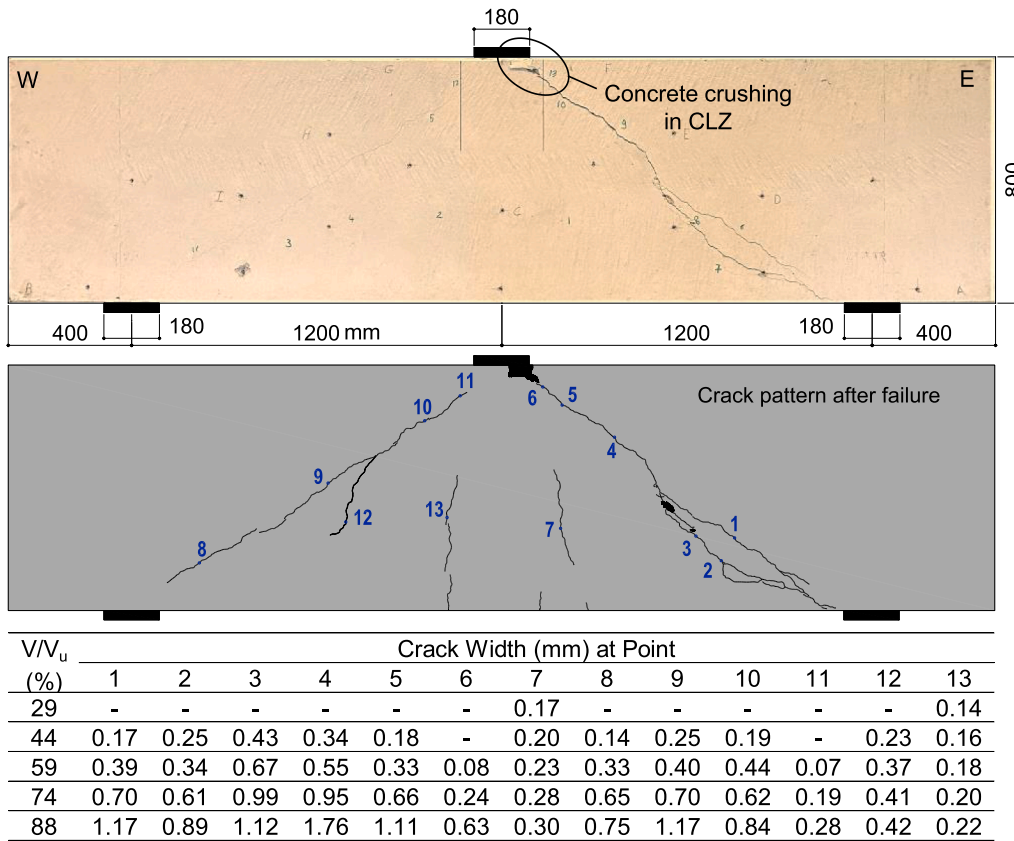 180
W
E
Concrete crushing
in CLZ
800
400
180
1200 mm
1200
180
400
Crack pattern after failure
11
10
6
5
4
9
12
13
7
1
3
2
8
V/Vu
(%)
Crack Width (mm) at Point
1 2 3 4 5 6 7 8 9 10 11 12 13
29 - - - - - - 0.17 - - - - - 0.14
44 0.17 0.25 0.43 0.34 0.18 - 0.20 0.14 0.25 0.19 - 0.23 0.16
59 0.39 0.34 0.67 0.55 0.33 0.08 0.23 0.33 0.40 0.44 0.07 0.37 0.18
74 0.70 0.61 0.99 0.95 0.66 0.24 0.28 0.65 0.70 0.62 0.19 0.41 0.20
88 1.17 0.89 1.12 1.76 1.11 0.63 0.30 0.75 1.17 0.84 0.28 0.42 0.22